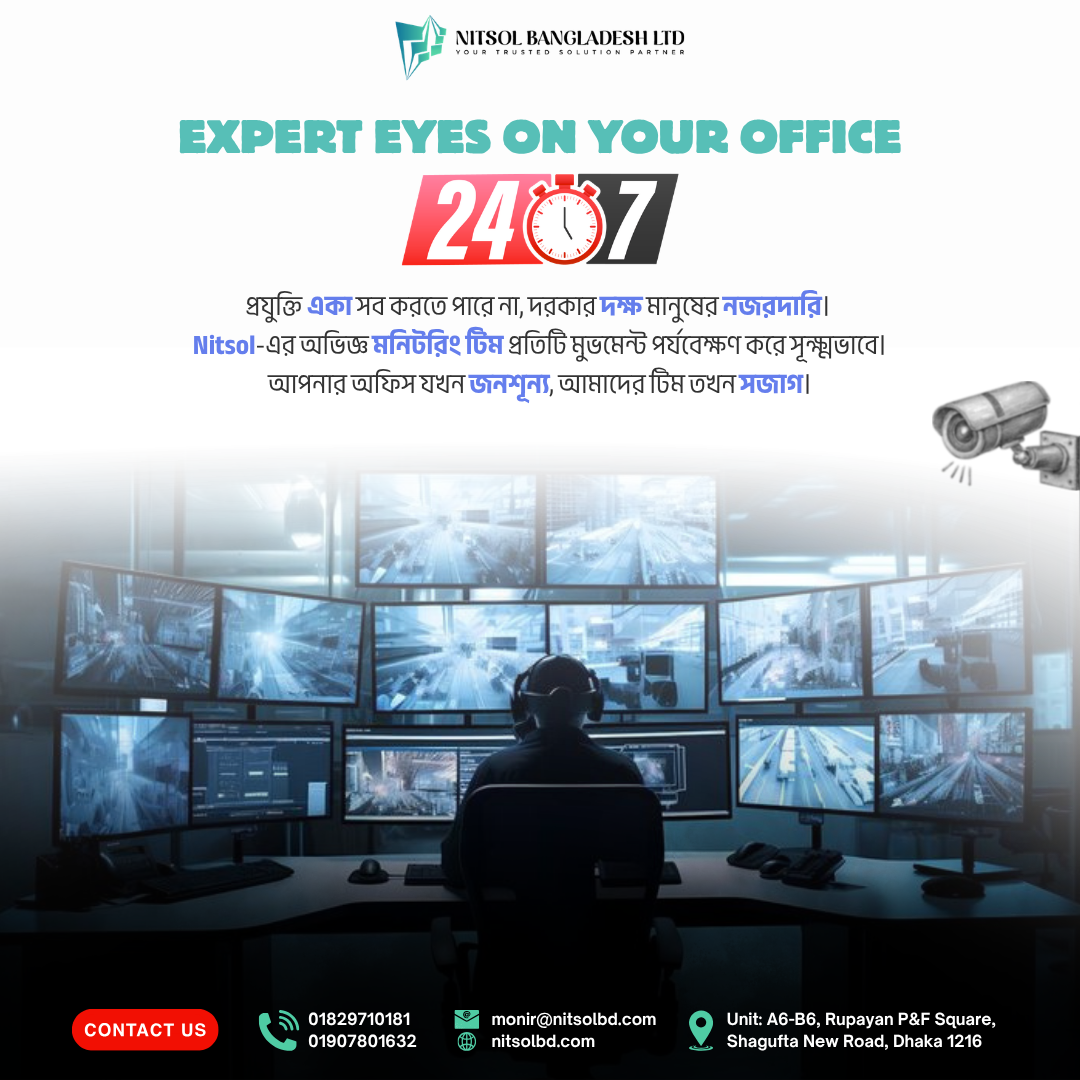 NITSOL BANGLADESH LTD
YOUR TRUSTED SOLUTION PARTNER
EXPERT EYES ON YOUR OFFICE
24 7
প্রযুক্তি একা সব করতে পারে না, দরকার দক্ষ মানুষের নজরদারি।
Nitsol-এর অভিজ্ঞ মনিটরিং টিম প্রতিটি মুভমেন্ট পর্যবেক্ষণ করে সূক্ষ্মভাবে।
আপনার অফিস যখন জনশূন্য, আমাদের টিম তখন সজাগ।
CONTACT US
01829710181
01907801632
monir@nitsolbd.com
nitsolbd.com
Unit: A6-B6, Rupayan P&F Square,
Shagufta New Road, Dhaka 1216